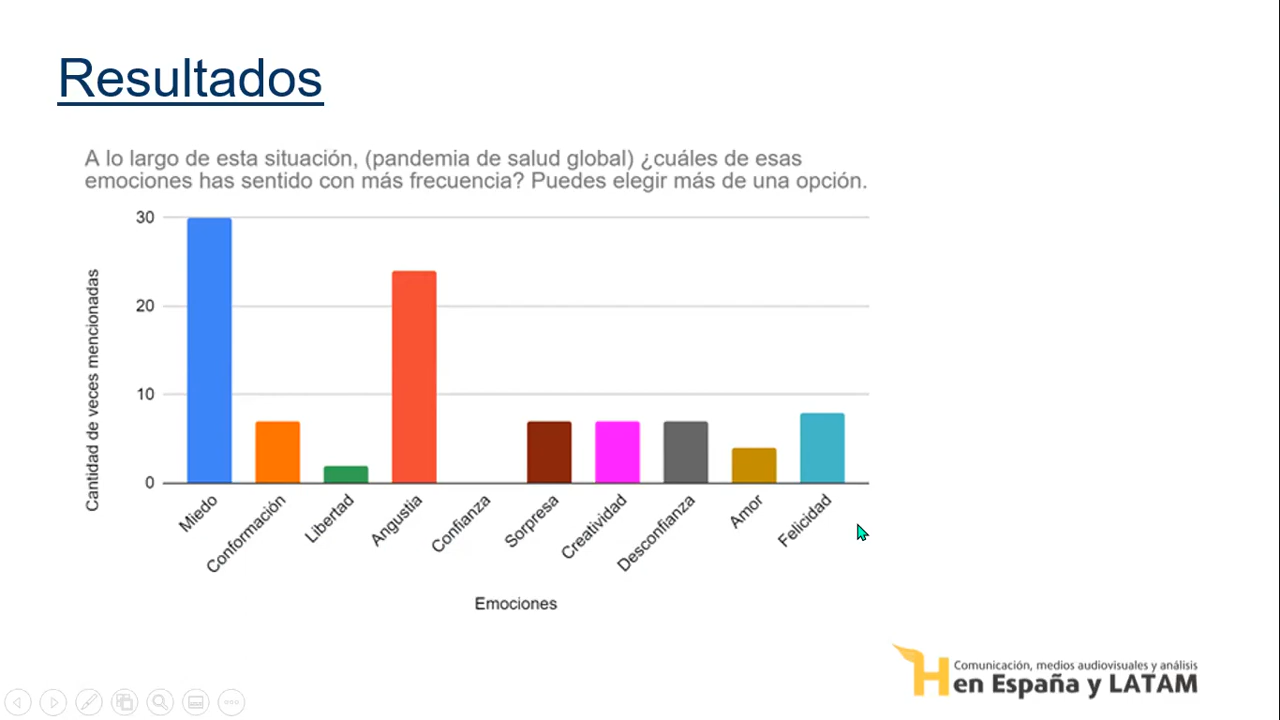 Resultados
A lo largo de esta situación, (pandemia de salud global) ¿cuáles de esas
emociones has sentido con más frecuencia? Puedes elegir más de una opción.
Cantidad de veces mencionadas
30
20
10
0
Miedo
Conformación
Libertad
Angustia
Confianza
Sorpresa
Creatividad
Desconfianza
Amor
Felicidad
Emociones
H
Comunicación, medios audiovisuales y análisis
en España y LATAM